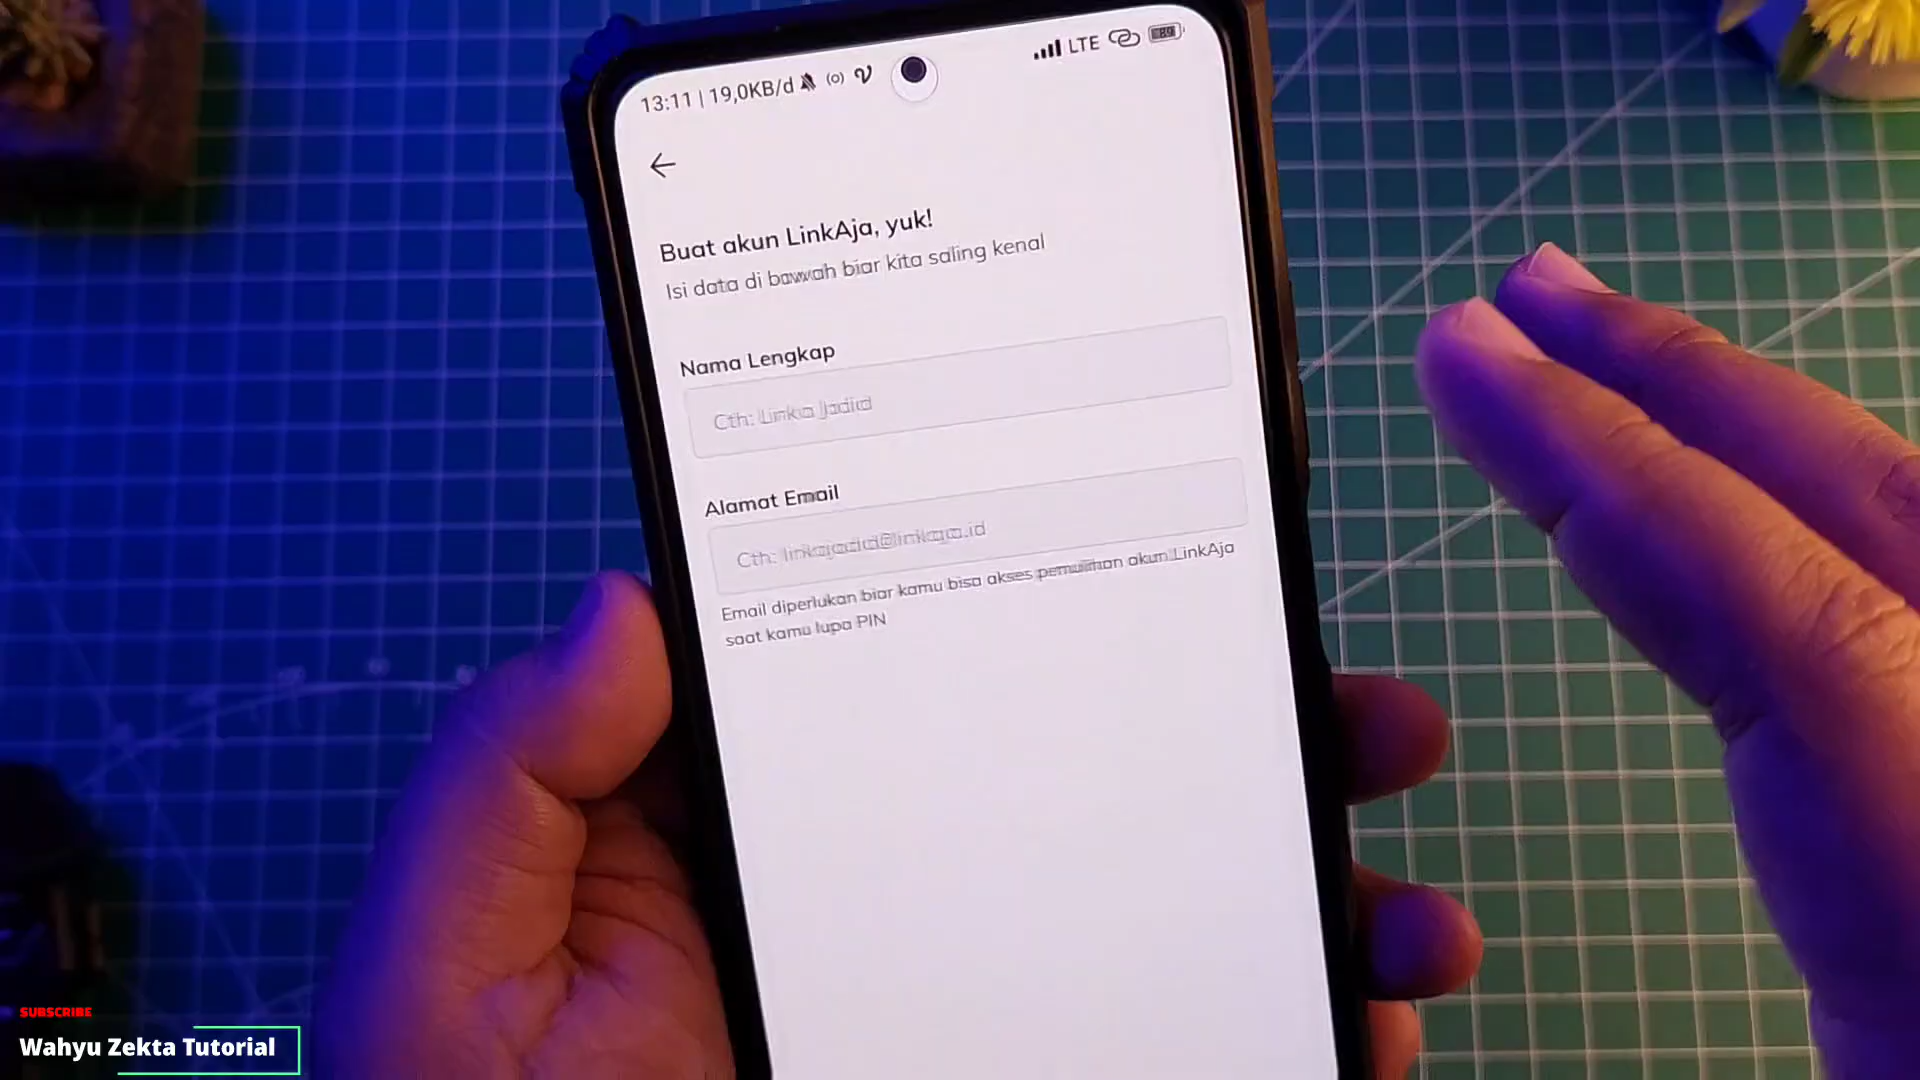 13:11 | 19,0KB/d
LTE
89
Buat akun LinkAja, yuk!
Isi data di bawah biar kita saling kenal
Nama Lengkap
Cth: Linka Jadid
Alamat Email
Cth: linkajadid@linkaja.id
Email diperlukan biar kamu bisa akses pemulihan akun LinkAja
saat kamu lupa PIN
SUBSCRIBE
Wahyu Zekta Tutorial